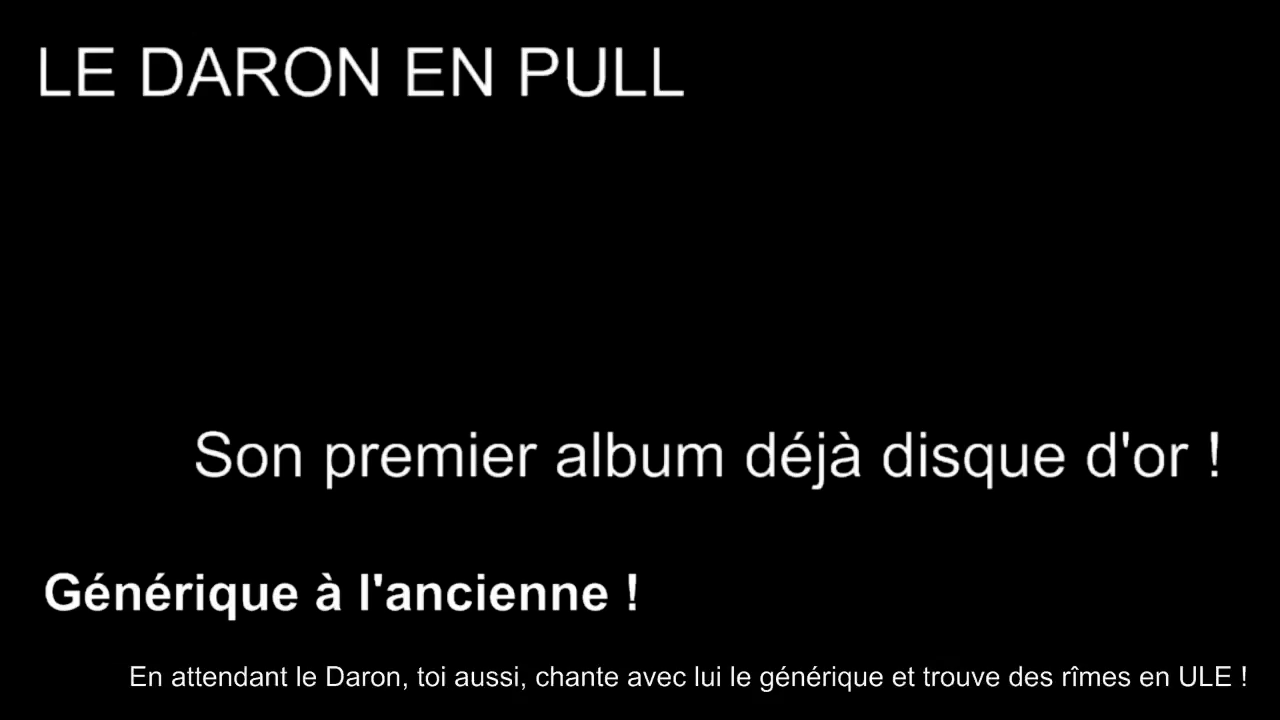 LE DARON EN PULL
Son premier album déjà disque d'or !
Générique à l'ancienne !
En attendant le Daron, toi aussi, chante avec lui le générique et trouve des rîmes en ULE !